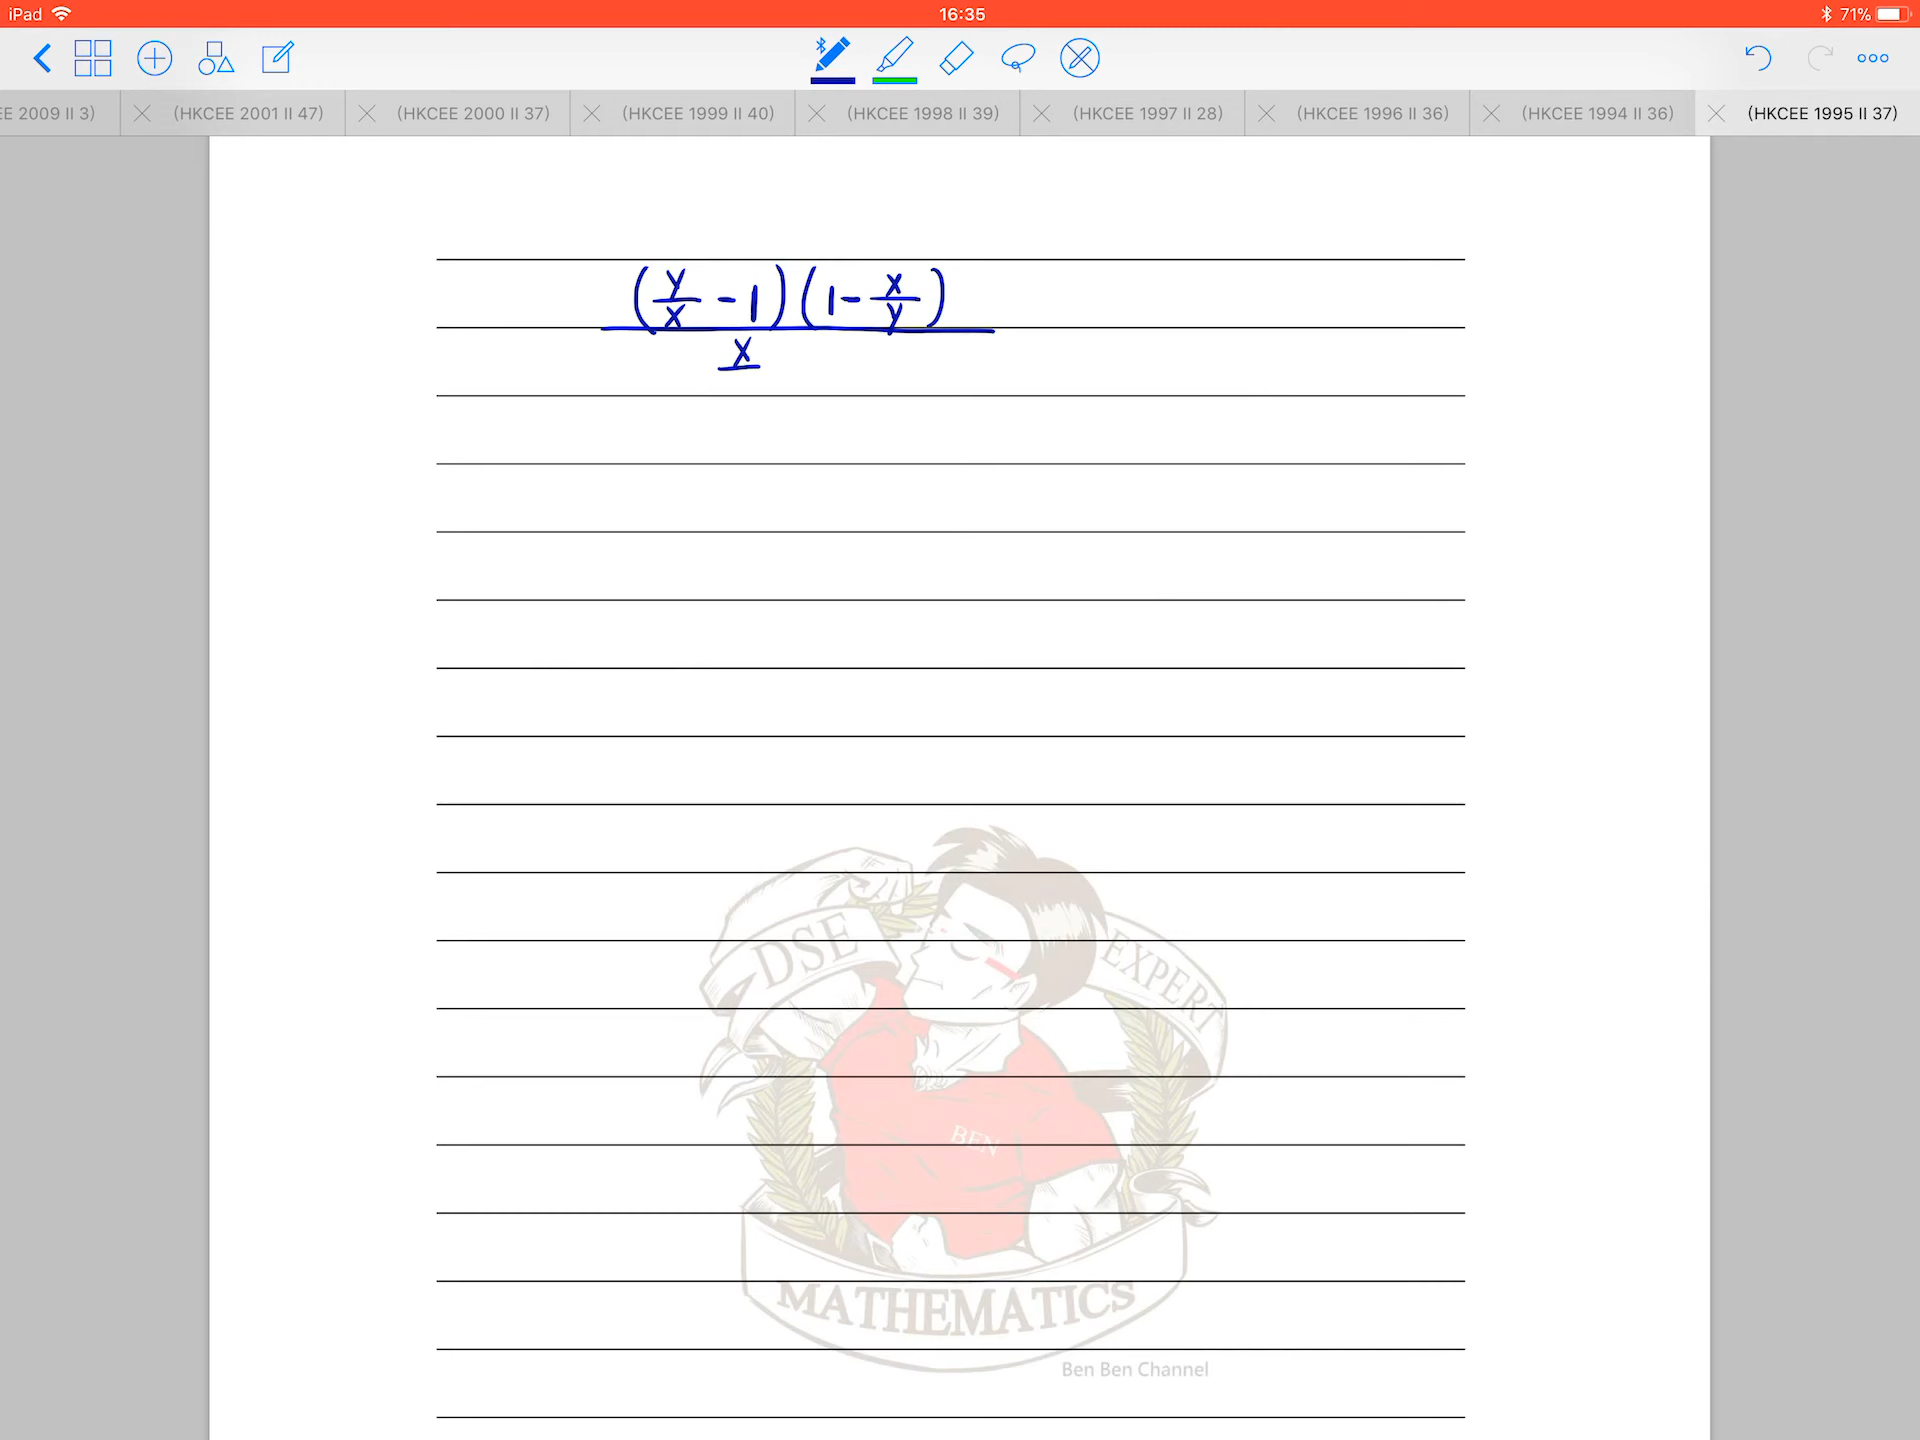 iPad 16:35 71%
E 2009 II 3) (HKCEE 2001 II 47) (HKCEE 2000 II 37) (HKCEE 1999 II 40) (HKCEE 1998 II 39) (HKCEE 1997 II 28) (HKCEE 1996 II 36) (HKCEE 1994 II 36) (HKCEE 1995 II 37)
(y/x - 1)(1 - x/y)
x
DSE EXPERT
BEN
MATHEMATICS
Ben Ben Channel